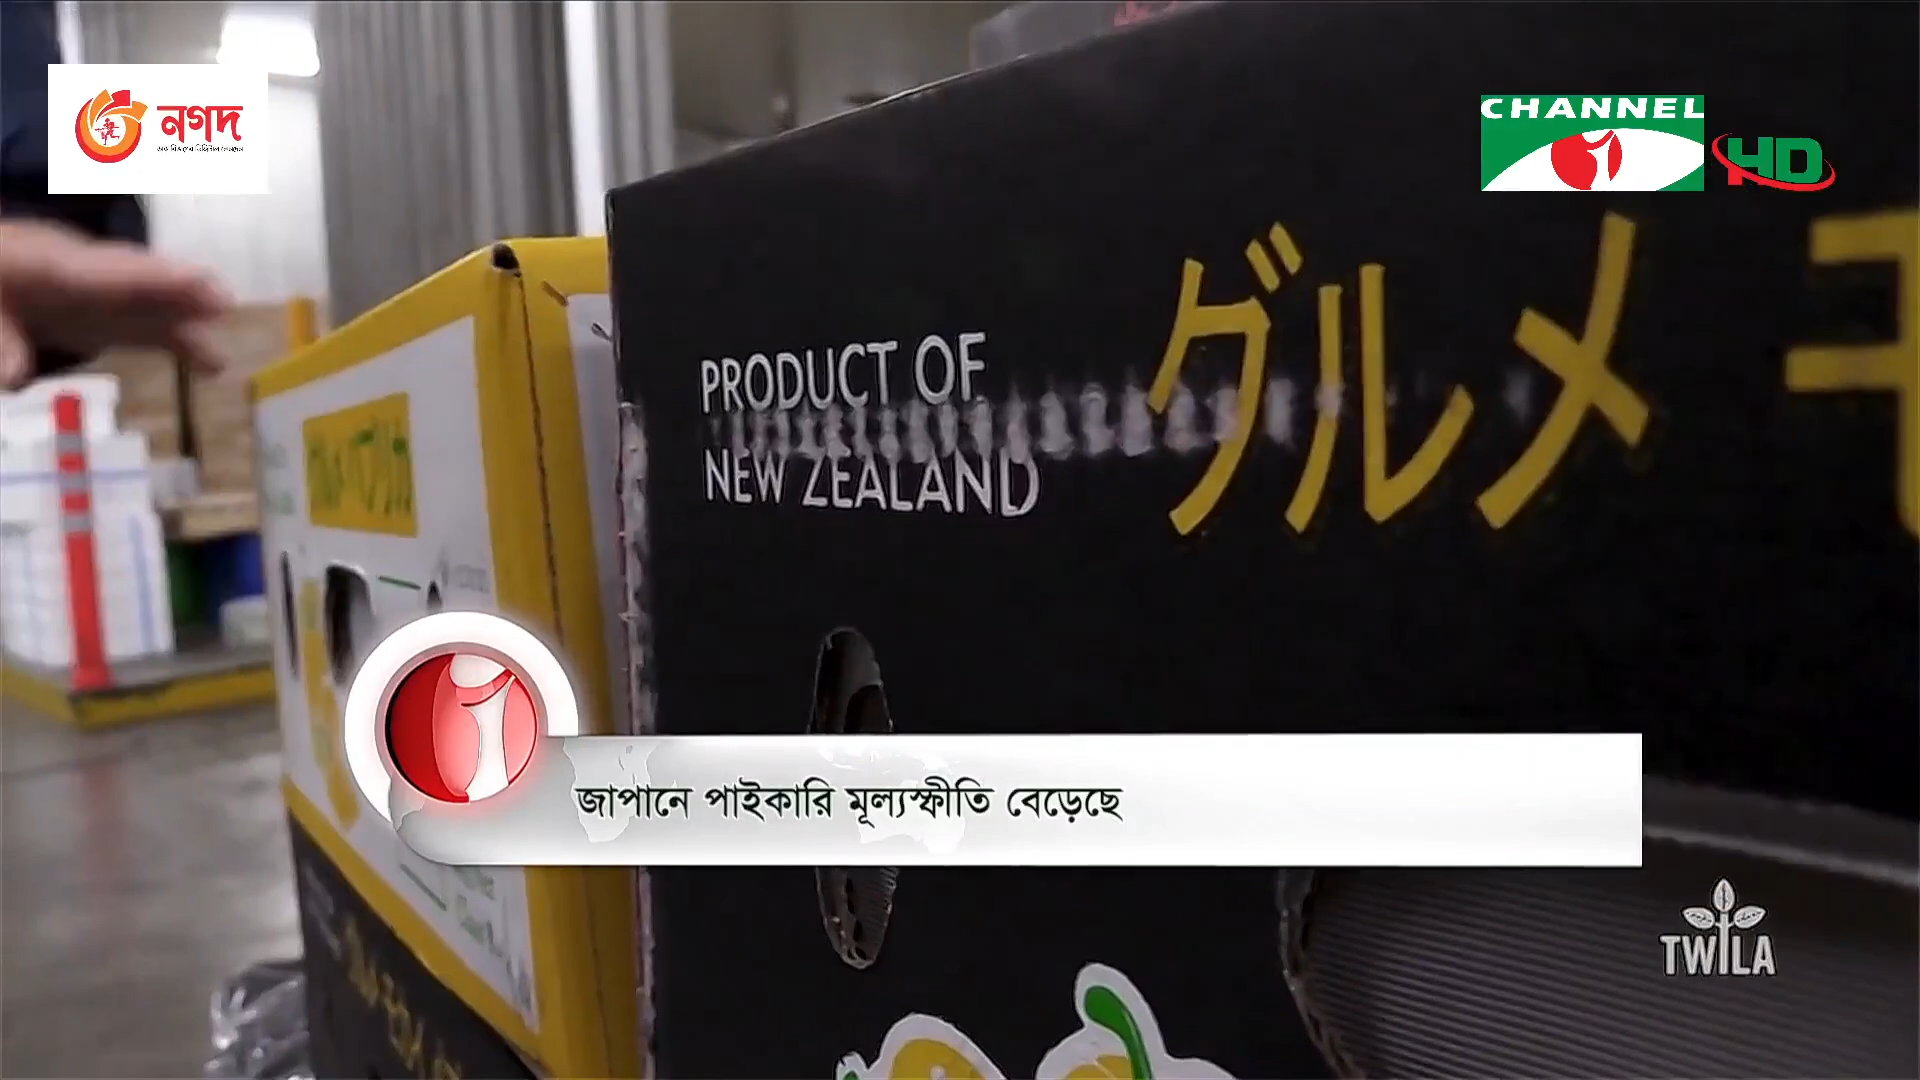 নগদ
CHANNEL
i
HD
PRODUCT OF
NEW ZEALAND
グルメ
জাপানে পাইকারি মূল্যস্ফীতি বেড়েছে
TWILA